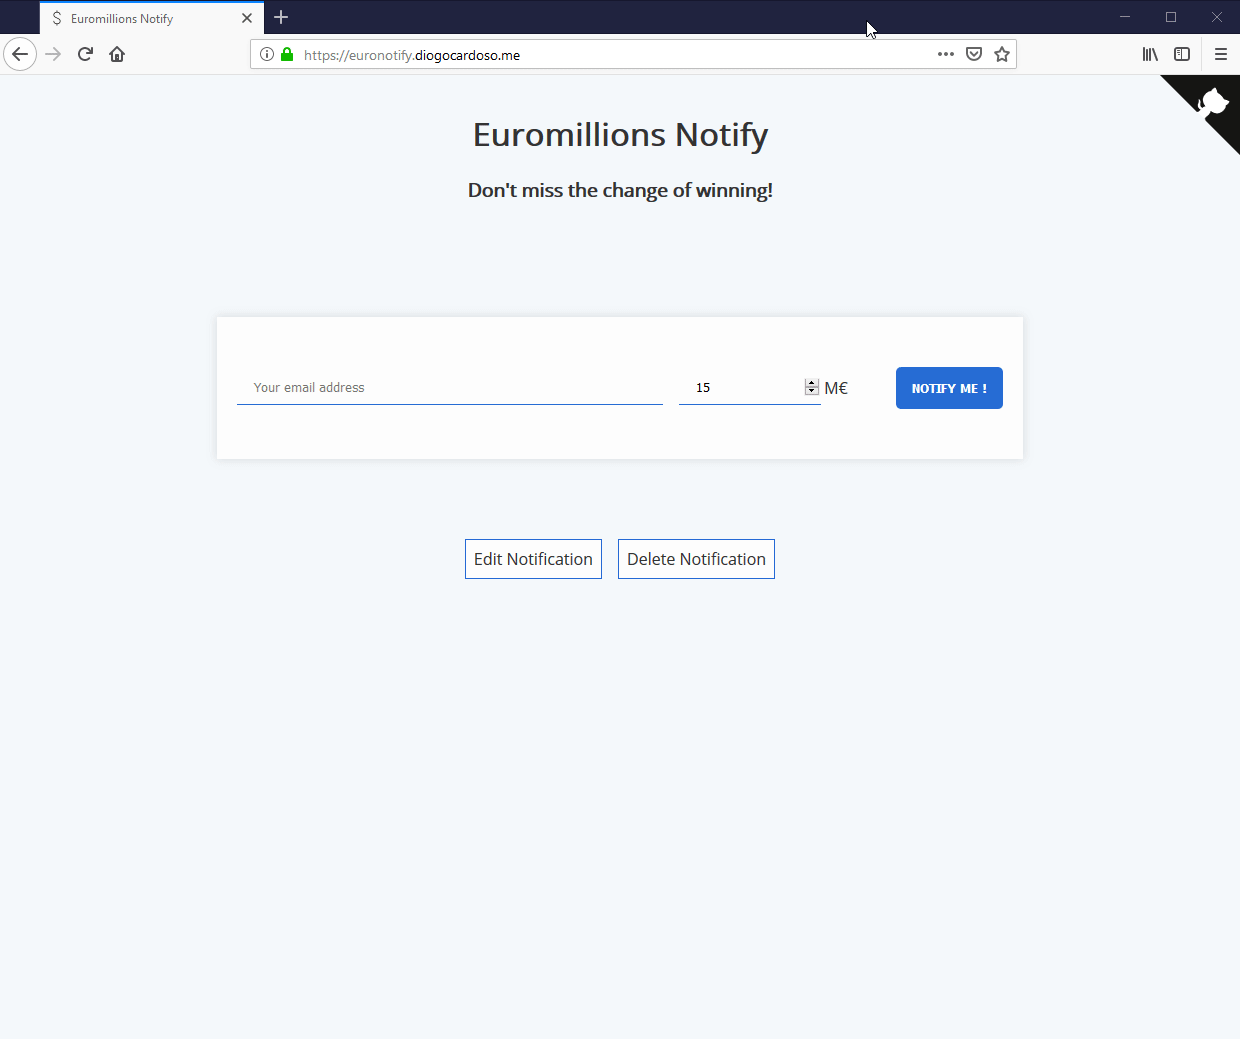 Euromillions Notify
https://euronotify.diogocardoso.me
Euromillions Notify
Don't miss the change of winning!
Your email address
15
M€
NOTIFY ME !
Edit Notification
Delete Notification